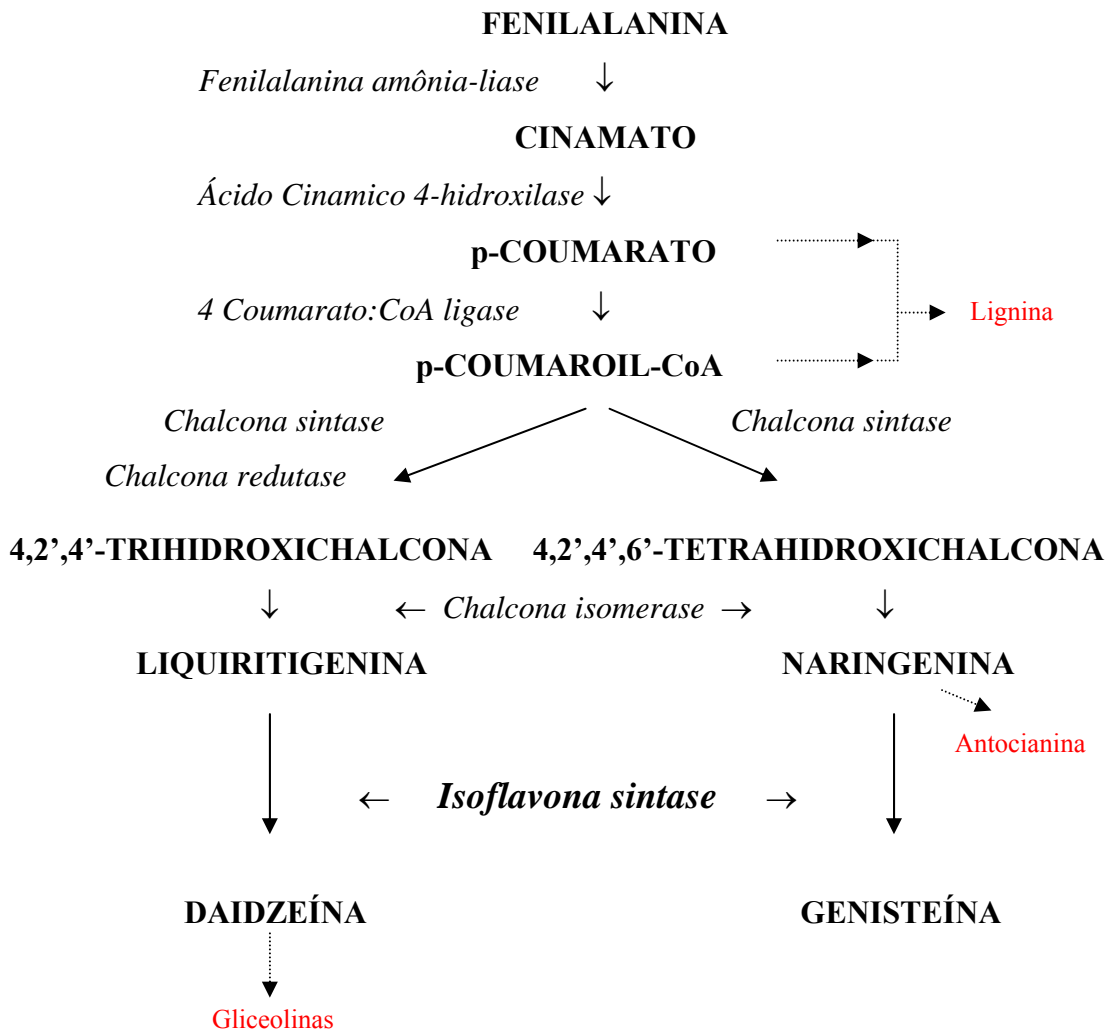 FENILALANINA
Fenilalanina amônia-liase ↓
CINAMATO
Ácido Cinamico 4-hidroxilase ↓
p-COUMARATO
4 Coumarato:CoA ligase ↓
Lignina
p-COUMAROIL-CoA
Chalcona sintase Chalcona sintase
Chalcona redutase
4,2’,4’-TRIHIDROXICHALCONA 4,2’,4’,6’-TETRAHIDROXICHALCONA
↓ ← Chalcona isomerase → ↓
LIQUIRITIGENINA NARINGENINA
Antocianina
← Isoflavona sintase →
DAIDZEÍNA GENISTEÍNA
Gliceolinas